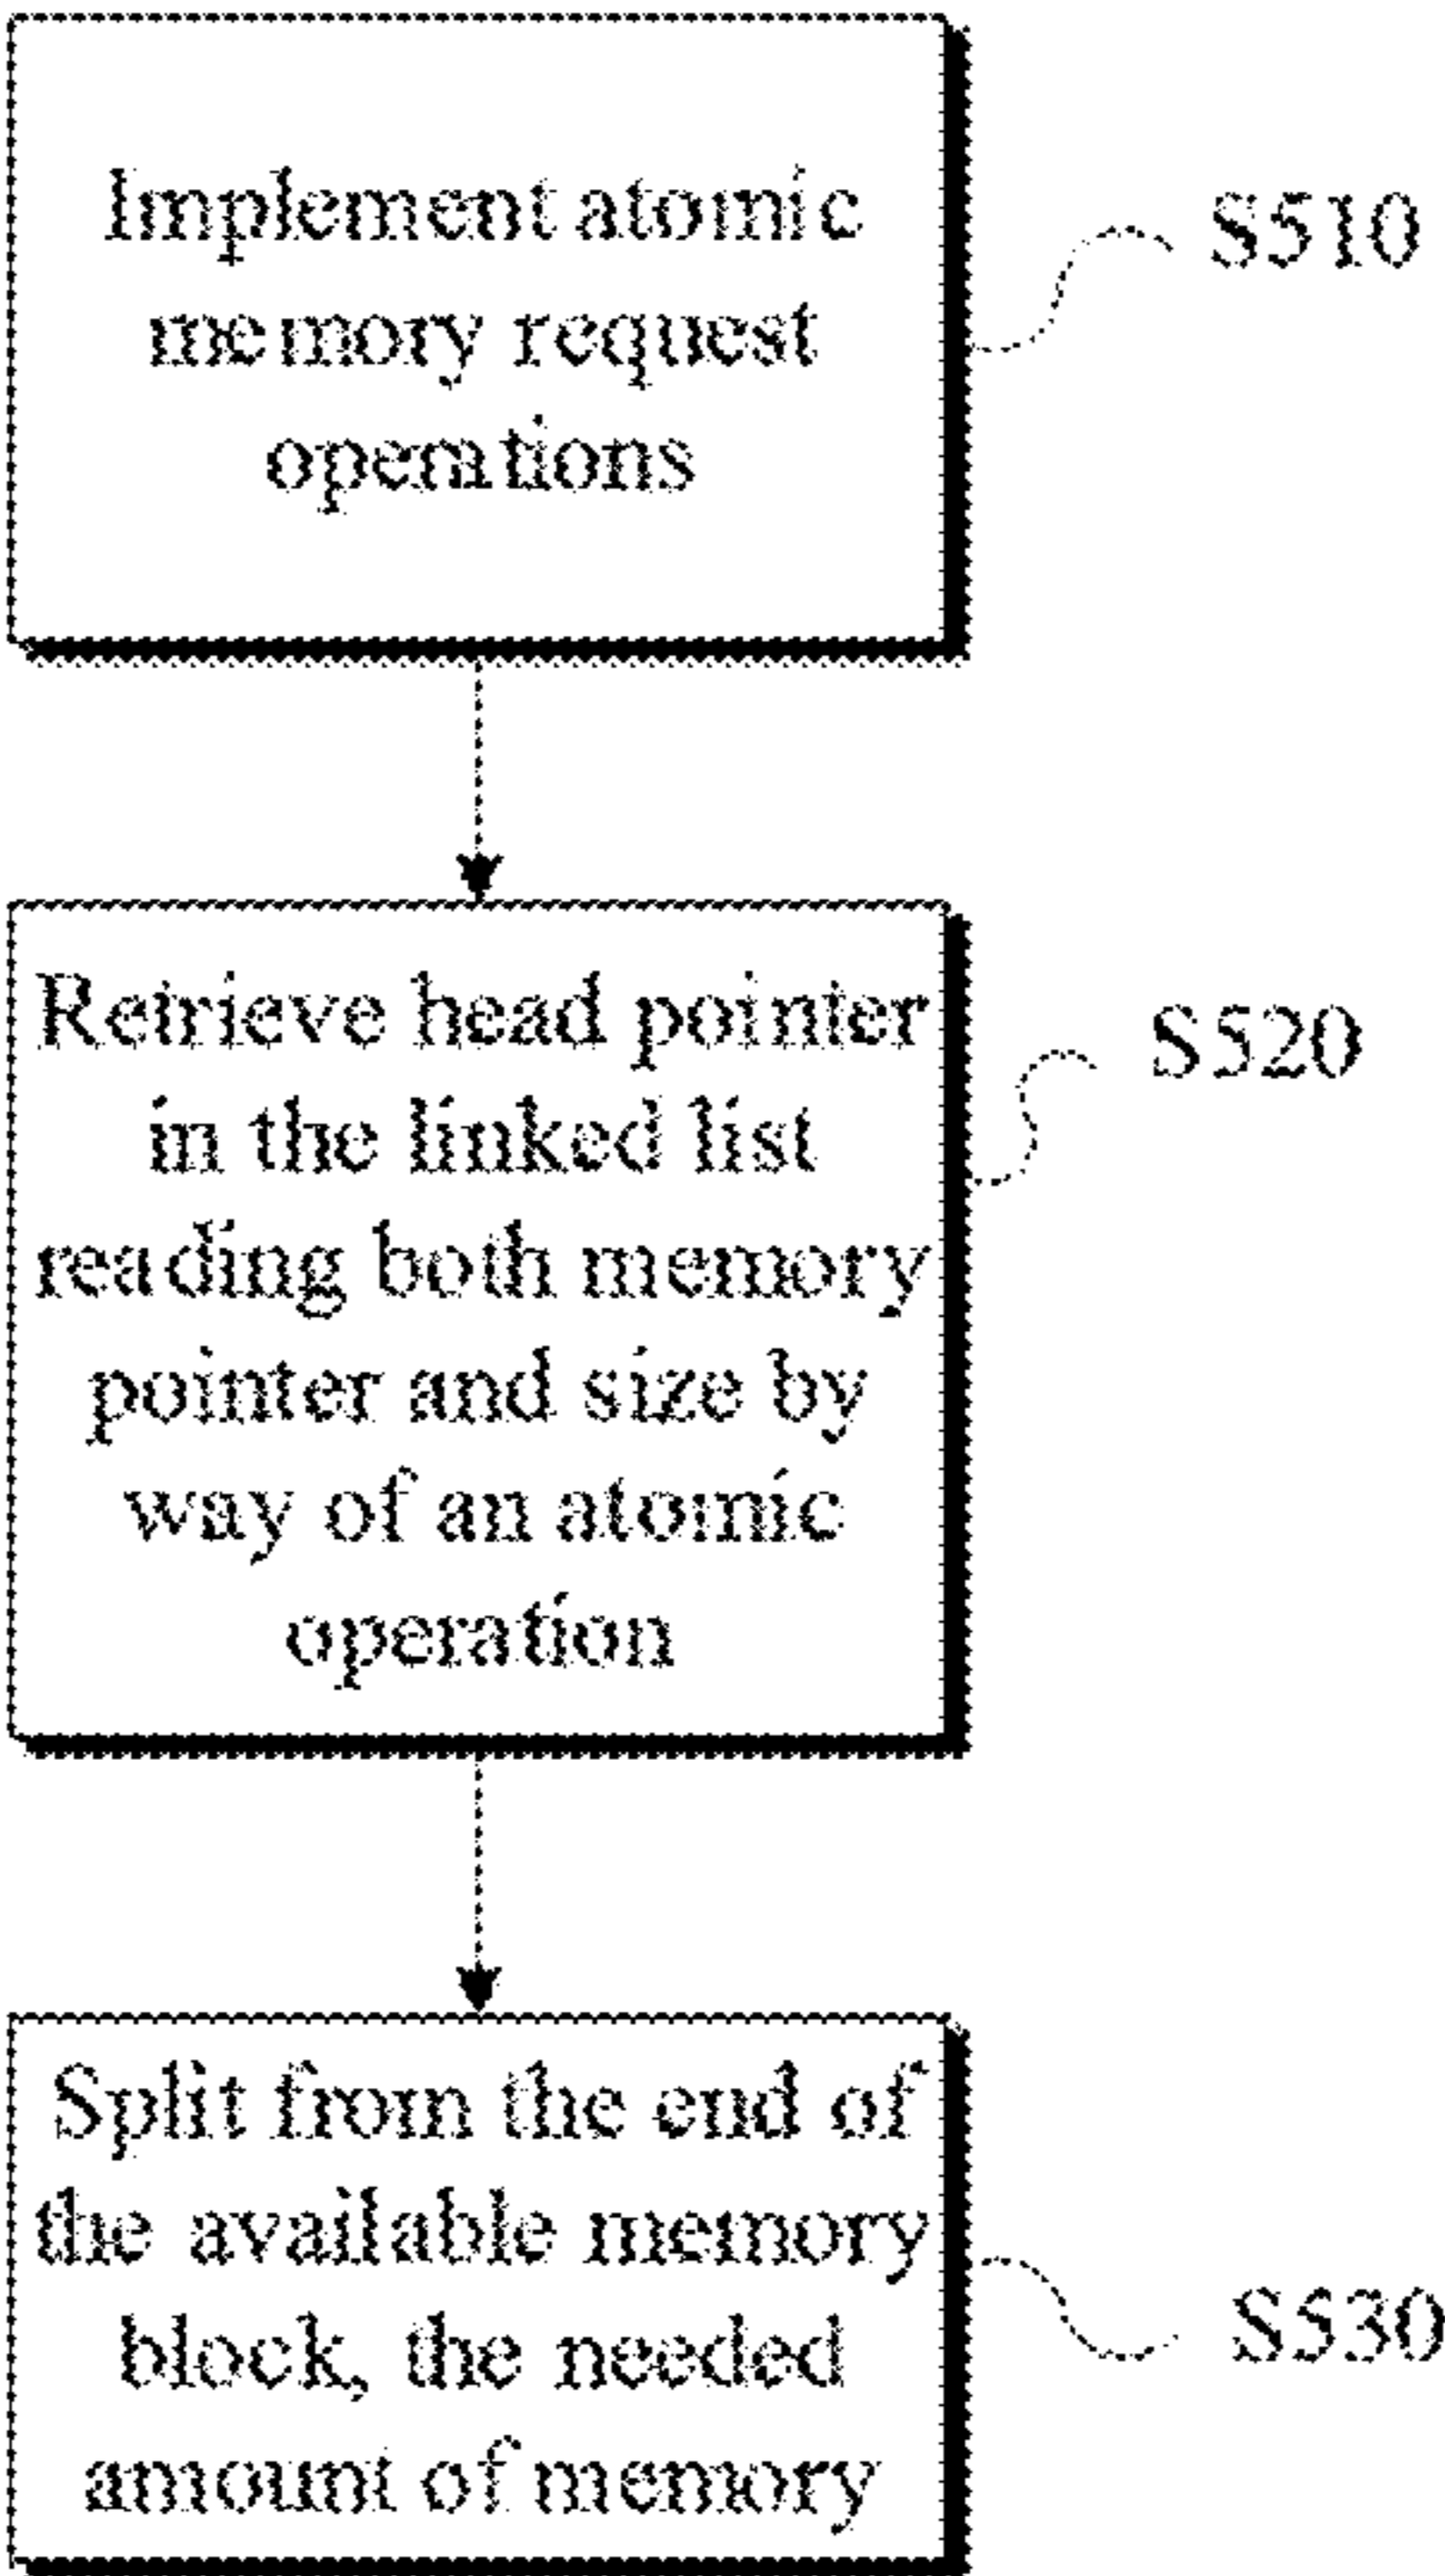 Implement atomic
memory request
operations
S510
Retrieve head pointer
in the linked list
reading both memory
pointer and size by
way of an atomic
operation
S520
Split from the end of
the available memory
block, the needed
amount of memory
S530